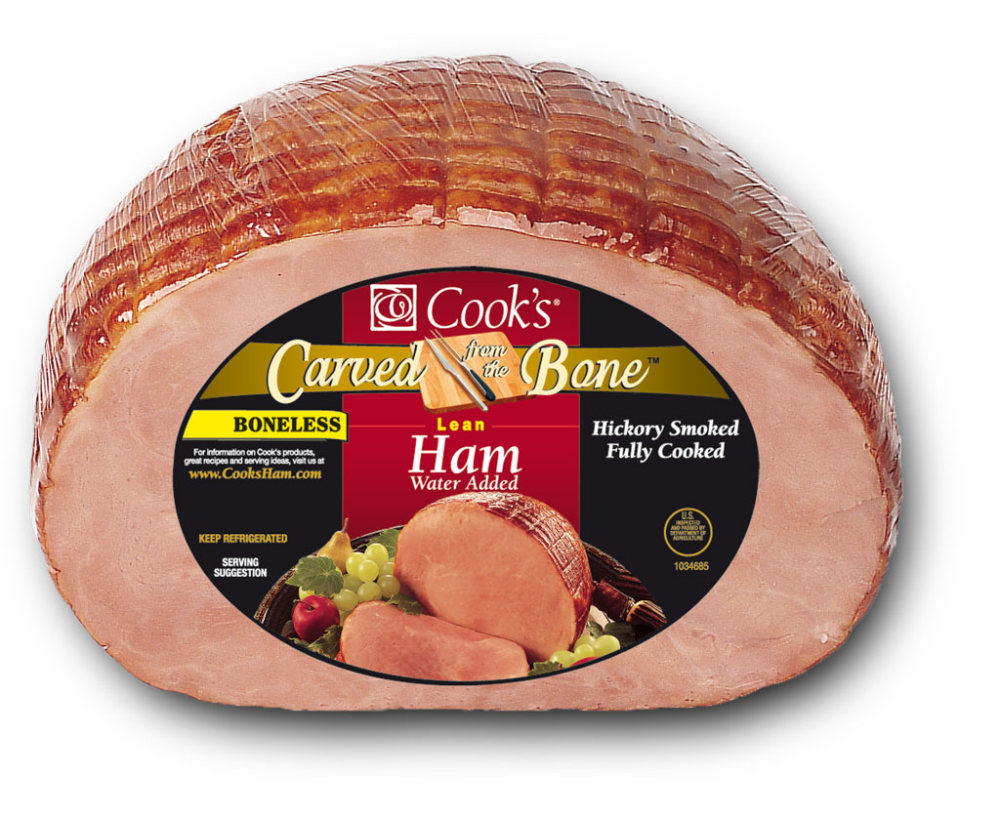 Cook's®
Carved from the Bone™
BONELESS
For information on Cook's products,
great recipes and serving ideas, visit us at
www.CooksHam.com
Lean
Ham
Water Added
Hickory Smoked
Fully Cooked
KEEP REFRIGERATED
SERVING
SUGGESTION
U.S.
INSPECTED
AND PASSED BY
DEPARTMENT OF
AGRICULTURE
1034685